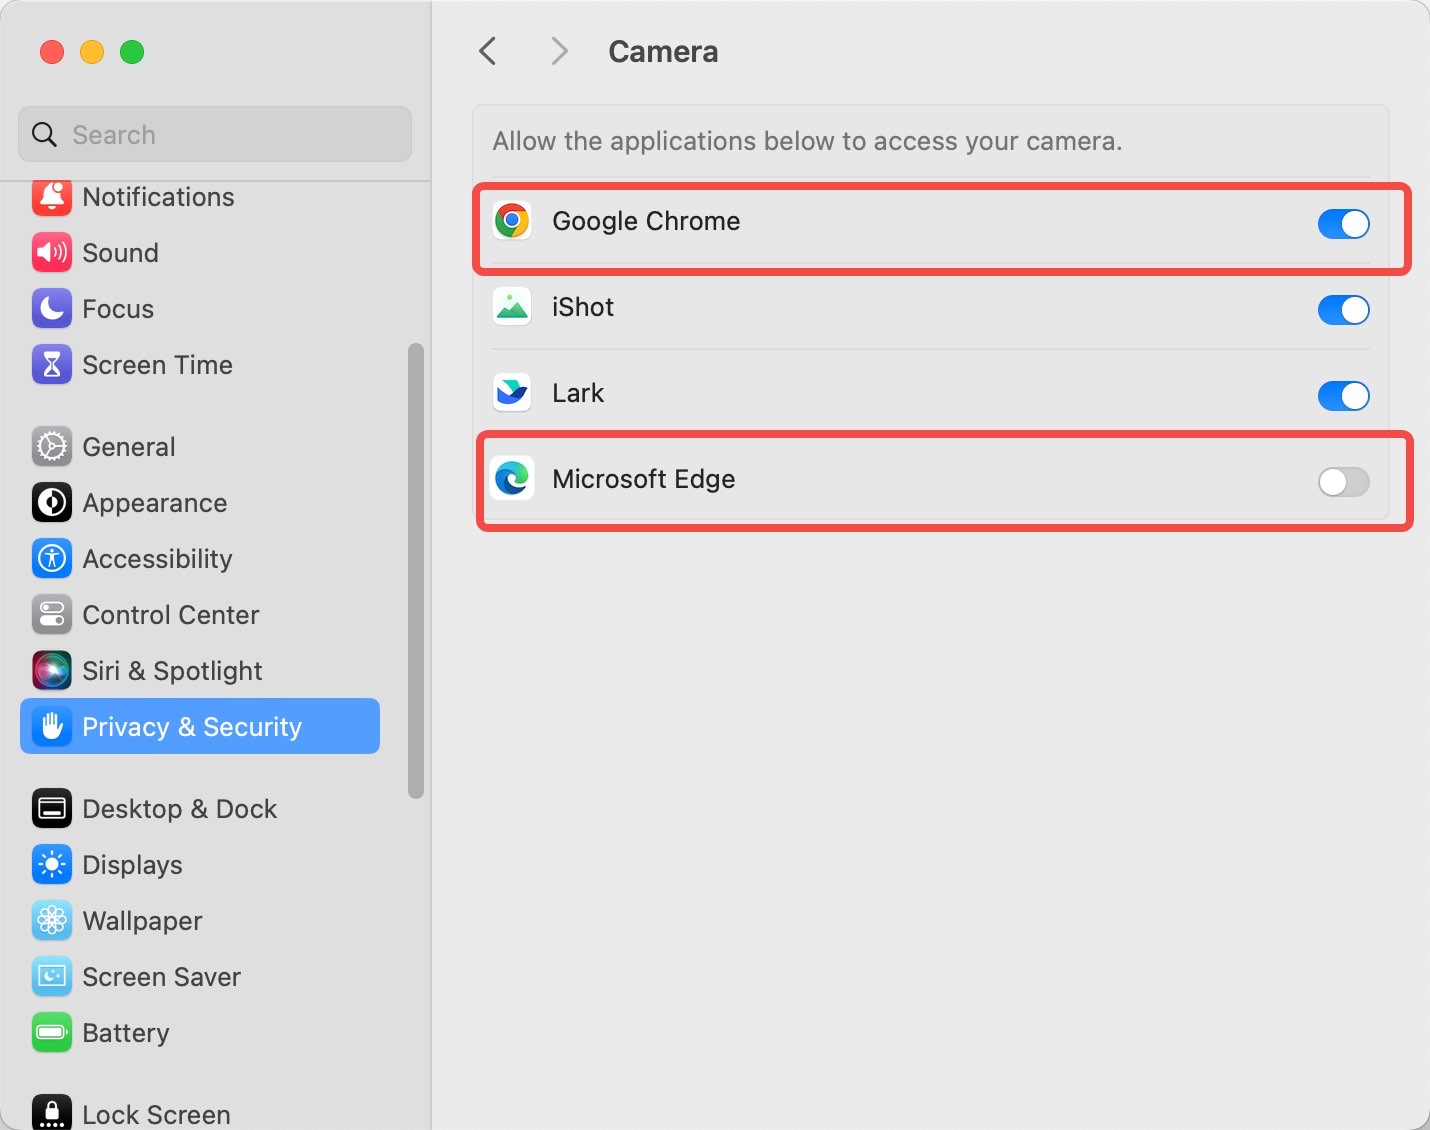 Search
Notifications
Sound
Focus
Screen Time
General
Appearance
Accessibility
Control Center
Siri & Spotlight
Privacy & Security
Desktop & Dock
Displays
Wallpaper
Screen Saver
Battery
Lock Screen
Camera
Allow the applications below to access your camera.
Google Chrome
iShot
Lark
Microsoft Edge